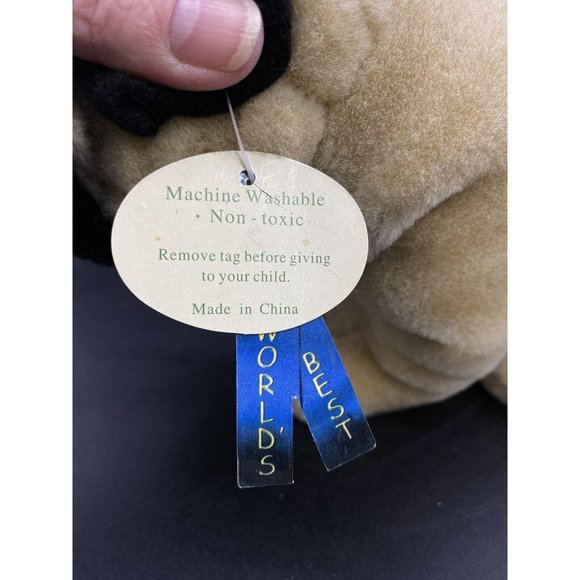 Machine Washable
· Non-toxic
Remove tag before giving
to your child.
Made in China
WORLD'S
BEST